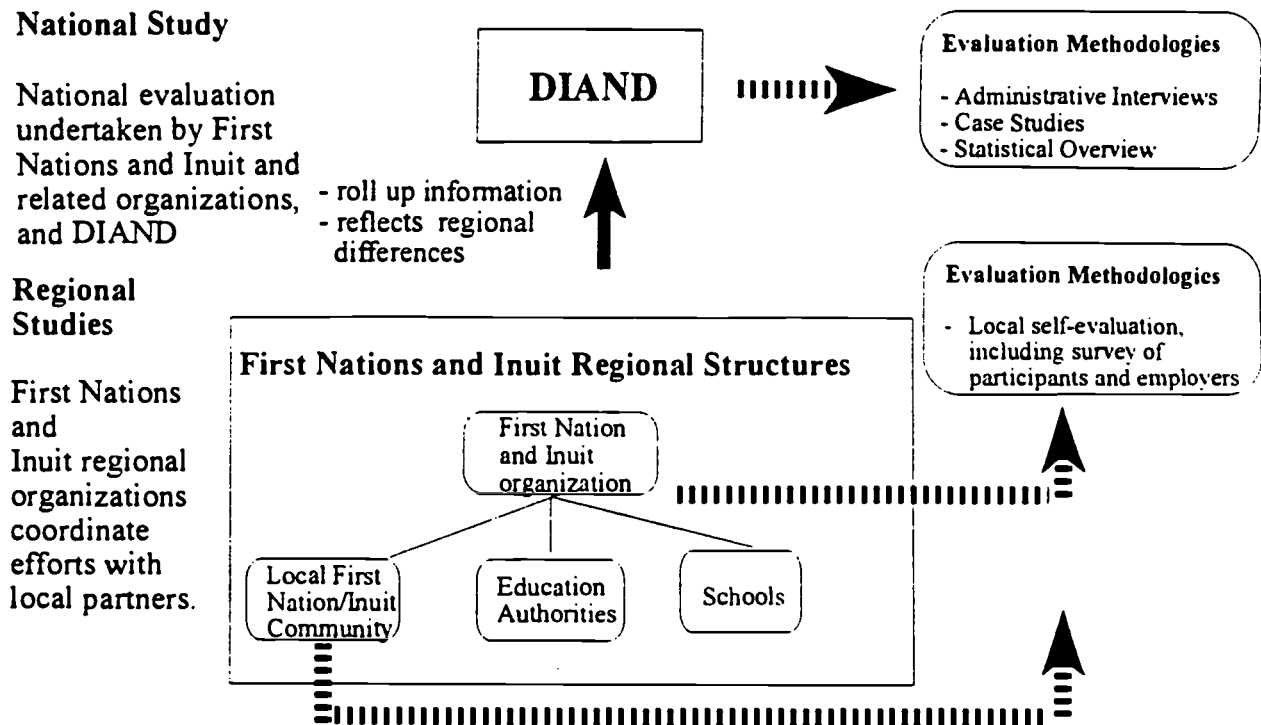 National Study
National evaluation
undertaken by First
Nations and Inuit and
related organizations,
and DIAND
- roll up information
- reflects regional
differences
DIAND
Evaluation Methodologies
- Administrative Interviews
- Case Studies
- Statistical Overview
Regional
Studies
First Nations
and
Inuit regional
organizations
coordinate
efforts with
local partners.
First Nations and Inuit Regional Structures
First Nation
and Inuit
organization
Local First
Nation/Inuit
Community
Education
Authorities
Schools
Evaluation Methodologies
- Local self-evaluation,
including survey of
participants and employers